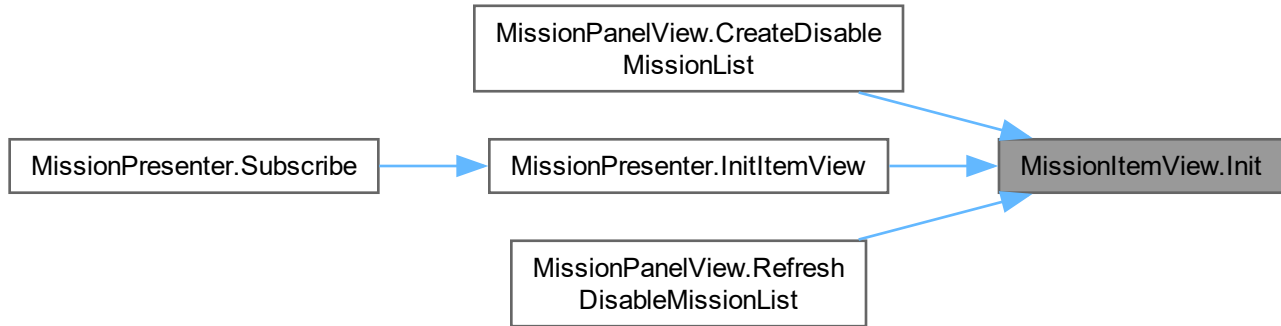 MissionPanelView.CreateDisable
MissionList
MissionPresenter.Subscribe
MissionPresenter.InitItemView
MissionItemView.Init
MissionPanelView.Refresh
DisableMissionList